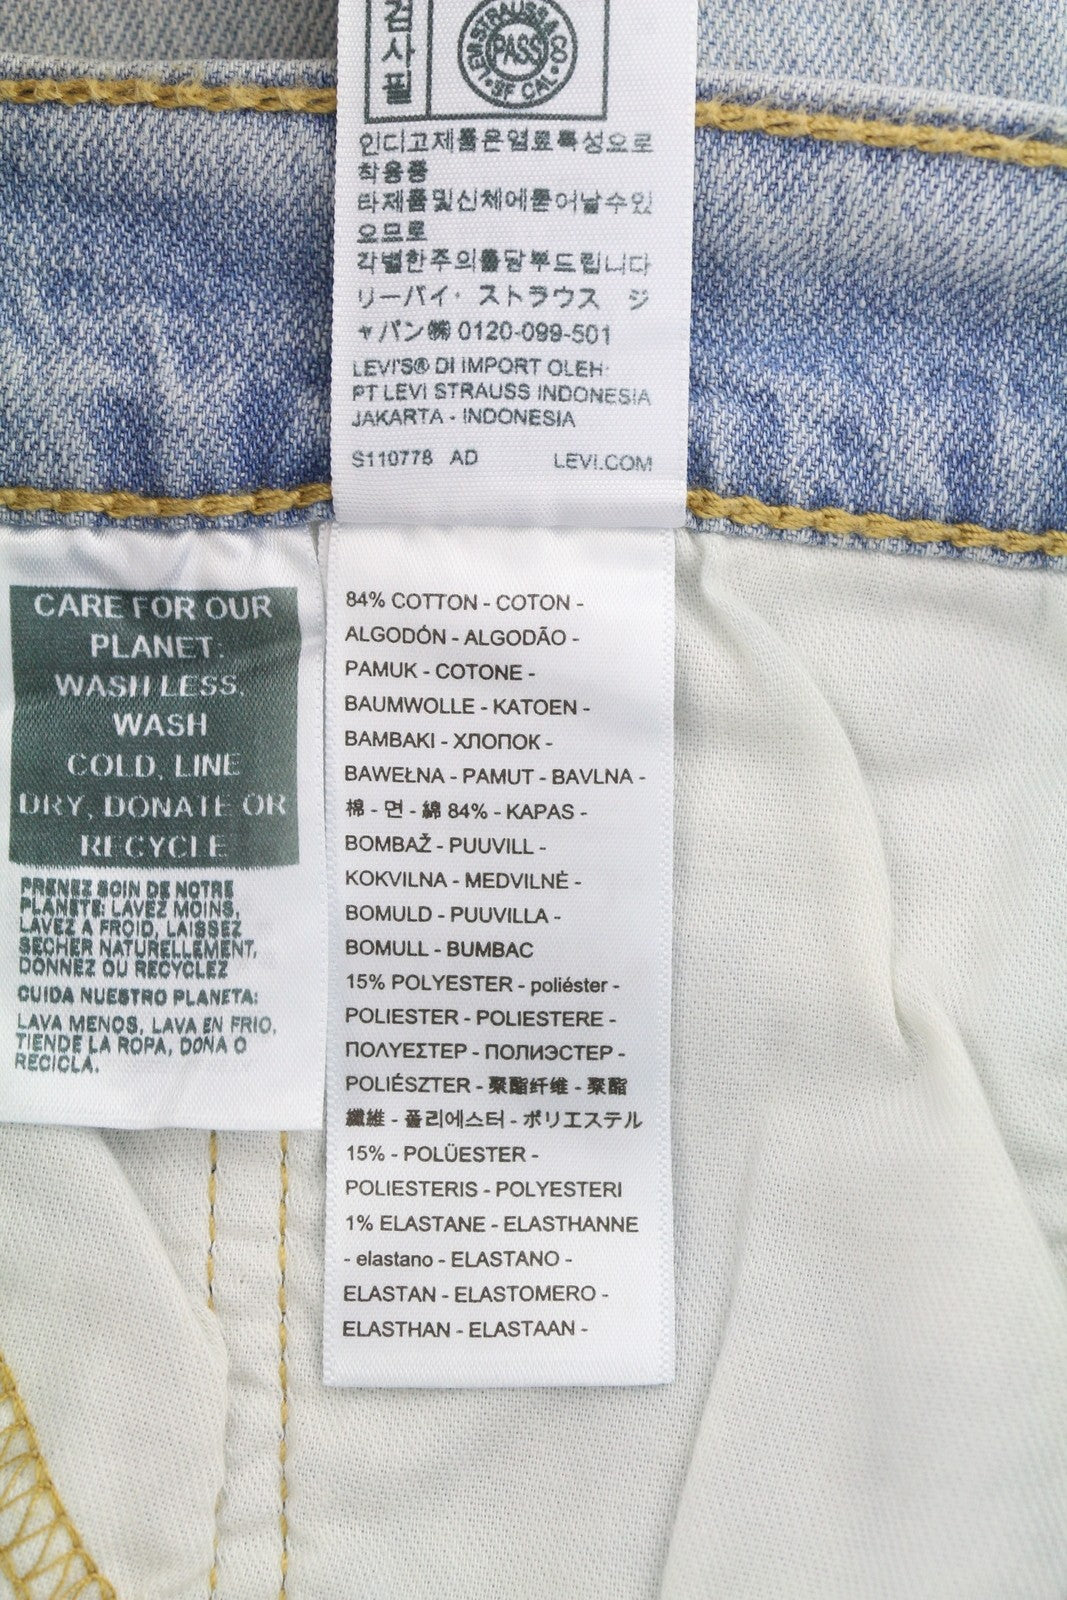 검사필
LEVI STRAUSS & CO
PASS
SF CAL
인디고제품은염료특성으로
착용중
타제품및신체에묻어날수있
으므로
각별한주의를당부드립니다
リーバイ・ストラウス ジ
ャパン㈱ 0120-099-501
LEVI'S® DI IMPORT OLEH:
PT LEVI STRAUSS INDONESIA
JAKARTA - INDONESIA
S110778 AD LEVI.COM
CARE FOR OUR
PLANET:
WASH LESS,
WASH
COLD, LINE
DRY, DONATE OR
RECYCLE
PRENEZ SOIN DE NOTRE
PLANÈTE: LAVEZ MOINS,
LAVEZ A FROID, LAISSEZ
SECHER NATURELLEMENT,
DONNEZ OU RECYCLEZ
CUIDA NUESTRO PLANETA:
LAVA MENOS, LAVA EN FRIO,
TIENDE LA ROPA, DONA O
RECICLA.
84% COTTON - COTON -
ALGODÓN - ALGODÃO -
PAMUK - COTONE -
BAUMWOLLE - KATOEN -
ΒΑΜΒΑΚΙ - ХЛОПОК -
BAWEŁNA - PAMUT - BAVLNA -
棉 - 면 - 綿 84% - KAPAS -
BOMBAŽ - PUUVILL -
KOKVILNA - MEDVILNĖ -
BOMULD - PUUVILLA -
BOMULL - BUMBAC
15% POLYESTER - poliéster -
POLIESTER - POLIESTERE -
ΠΟΛΥΕΣΤΕΡ - ПОЛИЭСТЕР -
POLIÉSZTER - 聚酯纤维 - 聚酯
纖維 - 폴리에스터 - ポリエステル
15% - POLÜESTER -
POLIESTERIS - POLYESTERI
1% ELASTANE - ELASTHANNE
- elastano - ELASTANO -
ELASTAN - ELASTOMERO -
ELASTHAN - ELASTAAN -